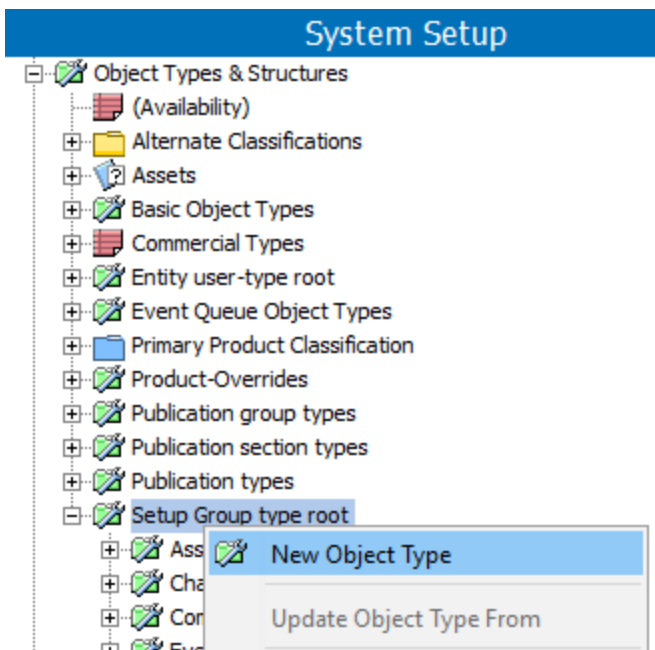 System Setup
Object Types & Structures
(Availability)
Alternate Classifications
Assets
Basic Object Types
Commercial Types
Entity user-type root
Event Queue Object Types
Primary Product Classification
Product-Overrides
Publication group types
Publication section types
Publication types
Setup Group type root
Ass
New Object Type
Cha
Update Object Type From